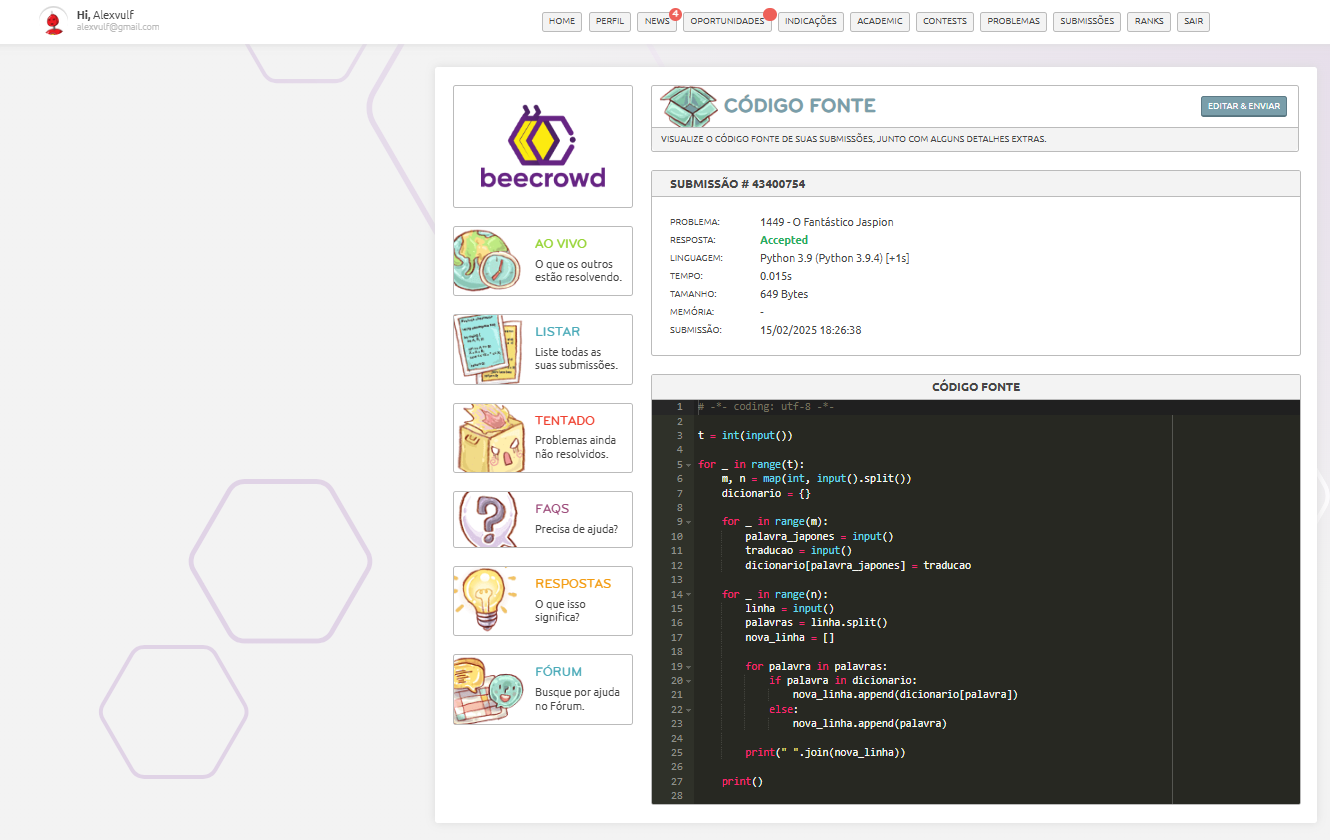 Hi, Alexvulf
alexvulf@gmail.com
HOME PERFIL NEWS 4 OPORTUNIDADES INDICAÇÕES ACADEMIC CONTESTS PROBLEMAS SUBMISSÕES RANKS SAIR
beecrowd
AO VIVO
O que os outros
estão resolvendo.
LISTAR
Liste todas as
suas submissões.
TENTADO
Problemas ainda
não resolvidos.
FAQS
Precisa de ajuda?
RESPOSTAS
O que isso
significa?
FÓRUM
Busque por ajuda
no Fórum.
CÓDIGO FONTE
EDITAR & ENVIAR
VISUALIZE O CÓDIGO FONTE DE SUAS SUBMISSÕES, JUNTO COM ALGUNS DETALHES EXTRAS.
SUBMISSÃO # 43400754
PROBLEMA: 1449 - O Fantástico Jaspion
RESPOSTA: Accepted
LINGUAGEM: Python 3.9 (Python 3.9.4) [+1s]
TEMPO: 0.015s
TAMANHO: 649 Bytes
MEMÓRIA: -
SUBMISSÃO: 15/02/2025 18:26:38
CÓDIGO FONTE
1 # -*- coding: utf-8 -*-
2
3 t = int(input())
4
5 for _ in range(t):
6     m, n = map(int, input().split())
7     dicionario = {}
8
9     for _ in range(m):
10         palavra_japones = input()
11         traducao = input()
12         dicionario[palavra_japones] = traducao
13
14     for _ in range(n):
15         linha = input()
16         palavras = linha.split()
17         nova_linha = []
18
19         for palavra in palavras:
20             if palavra in dicionario:
21                 nova_linha.append(dicionario[palavra])
22             else:
23                 nova_linha.append(palavra)
24
25         print(" ".join(nova_linha))
26
27     print()
28